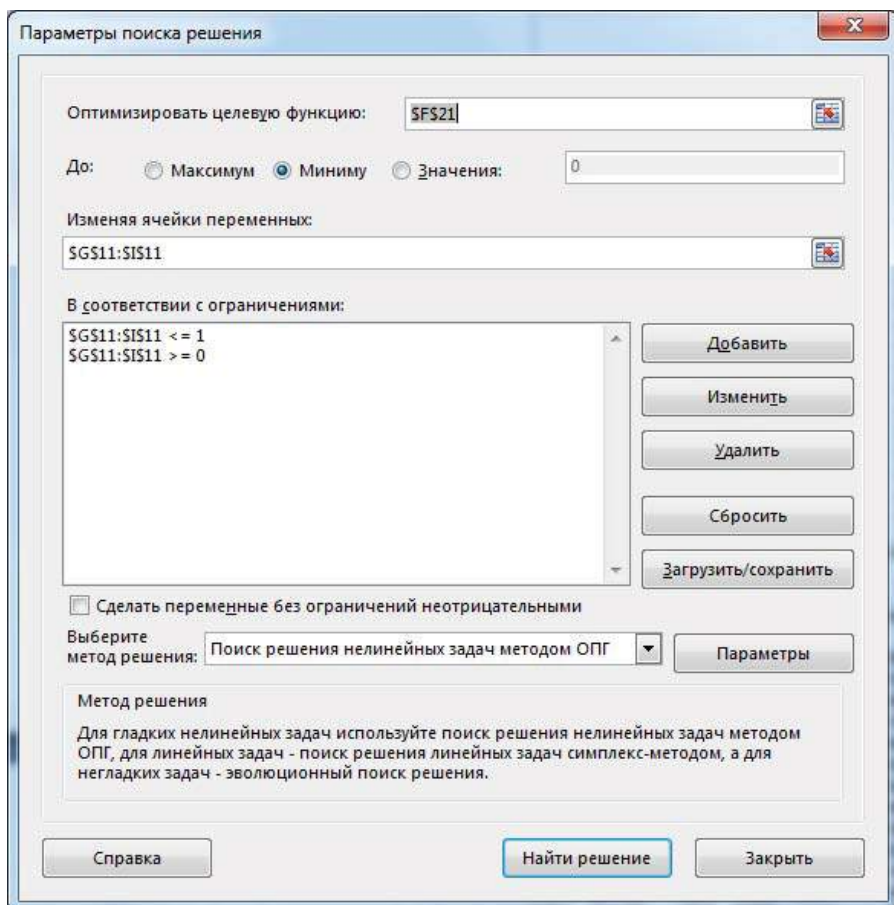 Параметры поиска решения
Оптимизировать целевую функцию: $F$21
До: Максимум Миниму Значения: 0
Изменяя ячейки переменных:
$G$11:$I$11
В соответствии с ограничениями:
$G$11:$I$11 <= 1
$G$11:$I$11 >= 0
Добавить
Изменить
Удалить
Сбросить
Загрузить/сохранить
Сделать переменные без ограничений неотрицательными
Выберите
метод решения: Поиск решения нелинейных задач методом ОПГ Параметры
Метод решения
Для гладких нелинейных задач используйте поиск решения нелинейных задач методом
ОПГ, для линейных задач - поиск решения линейных задач симплекс-методом, а для
негладких задач - эволюционный поиск решения.
Справка Найти решение Закрыть